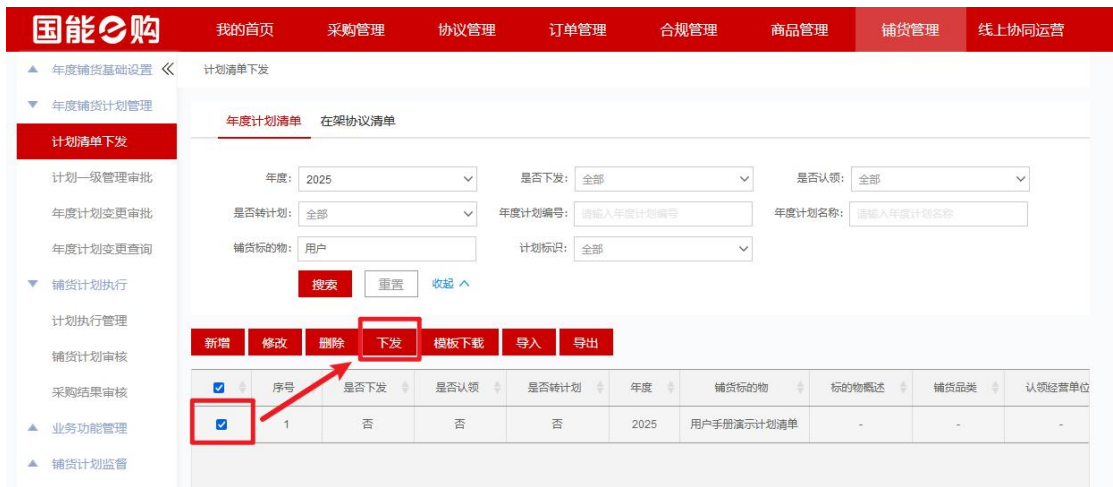 国能e购 我的首页 采购管理 协议管理 订单管理 合规管理 商品管理 铺货管理 线上协同运营
年度铺货基础设置
年度铺货计划管理
计划清单下发
计划一级管理审批
年度计划变更审批
年度计划变更查询
铺货计划执行
计划执行管理
铺货计划审核
采购结果审核
业务功能管理
铺货计划监督
计划清单下发
年度计划清单 在架协议清单
年度: 2025 是否下发: 全部 是否认领: 全部
是否转计划: 全部 年度计划编号: 请输入年度计划编号 年度计划名称: 请输入年度计划名称
铺货标的物: 用户 计划标识: 全部
搜索 重置 收起
新增 修改 删除 下发 模板下载 导入 导出
序号 是否下发 是否认领 是否转计划 年度 铺货标的物 标的物概述 铺货品类 认领经营单位
1 否 否 否 2025 用户手册演示计划清单 - - -